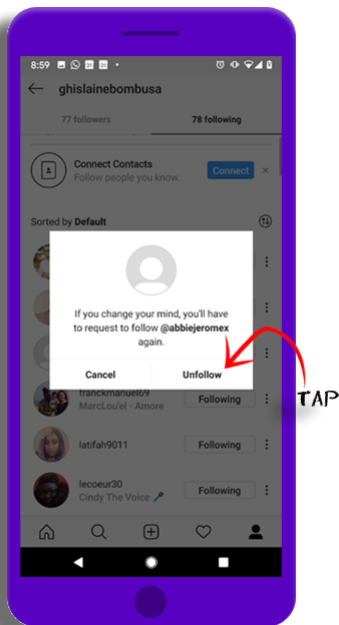 8:59
ghislainebombusa
77 followers
78 following
Connect Contacts
Follow people you know.
Connect
Sorted by Default
If you change your mind, you'll have
to request to follow @abbiejeromex
again.
Cancel
Unfollow
TAP
franckmanuel69
MarcLou'el - Amore
Following
latifah9011
Following
lecoeur30
Cindy The Voice 🎤
Following